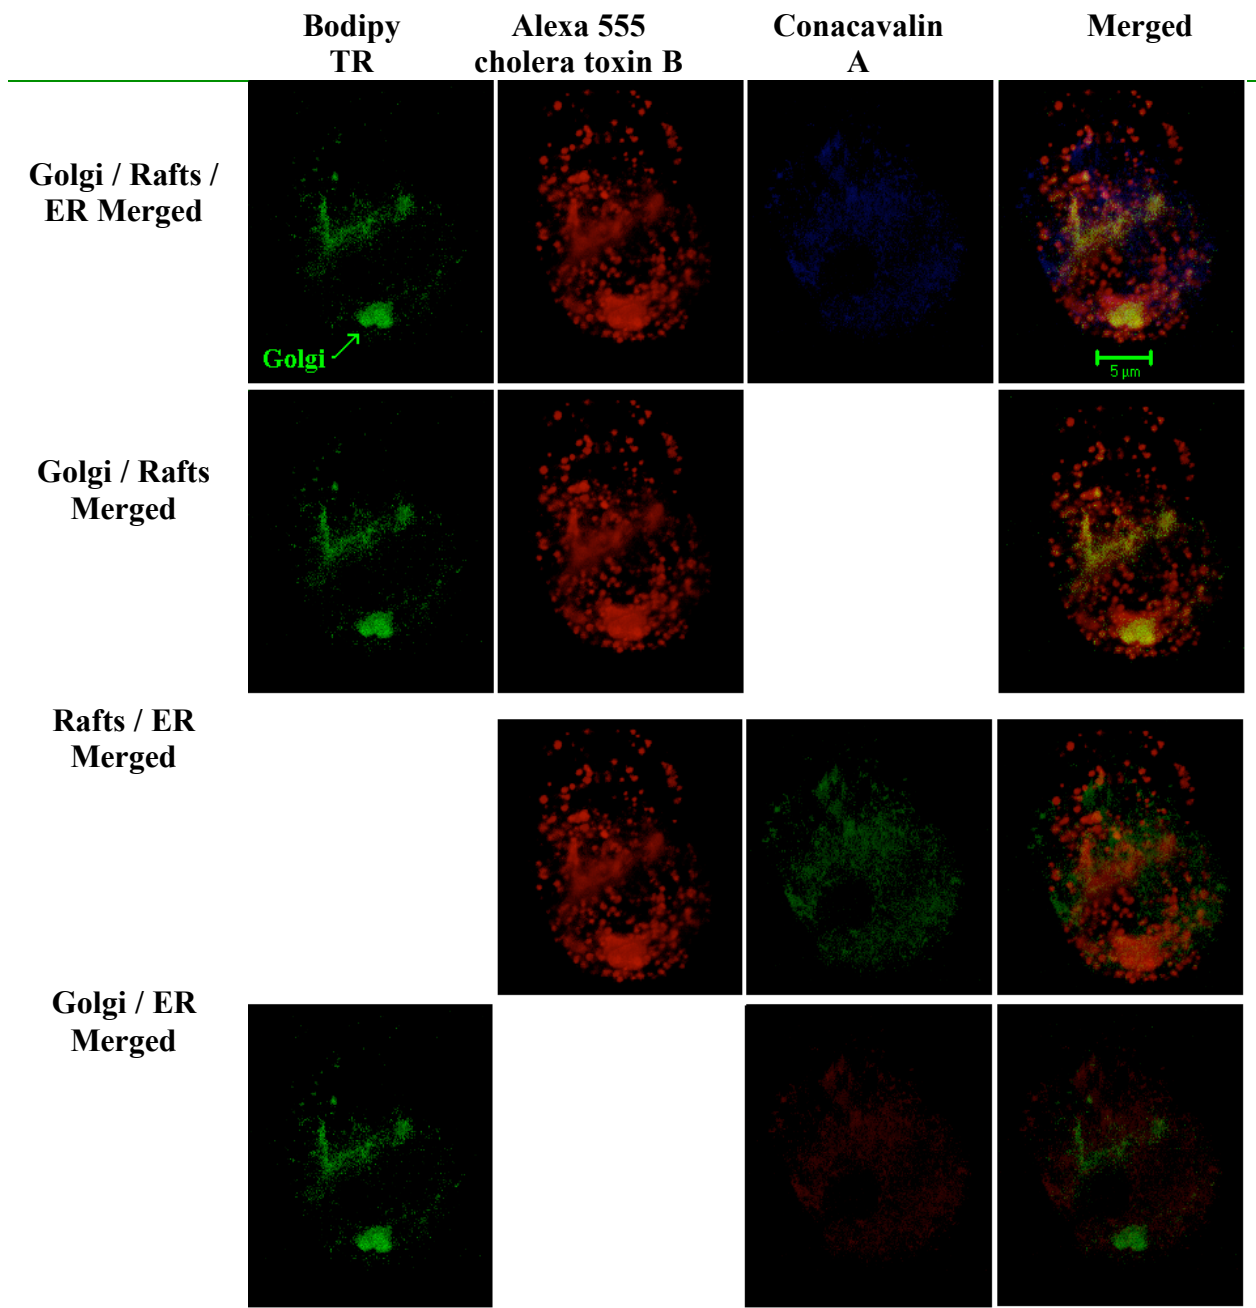 Bodipy
TR
Alexa 555
cholera toxin B
Conacavalin
A
Merged
Golgi / Rafts /
ER Merged
Golgi
5 µm
Golgi / Rafts
Merged
Rafts / ER
Merged
Golgi / ER
Merged